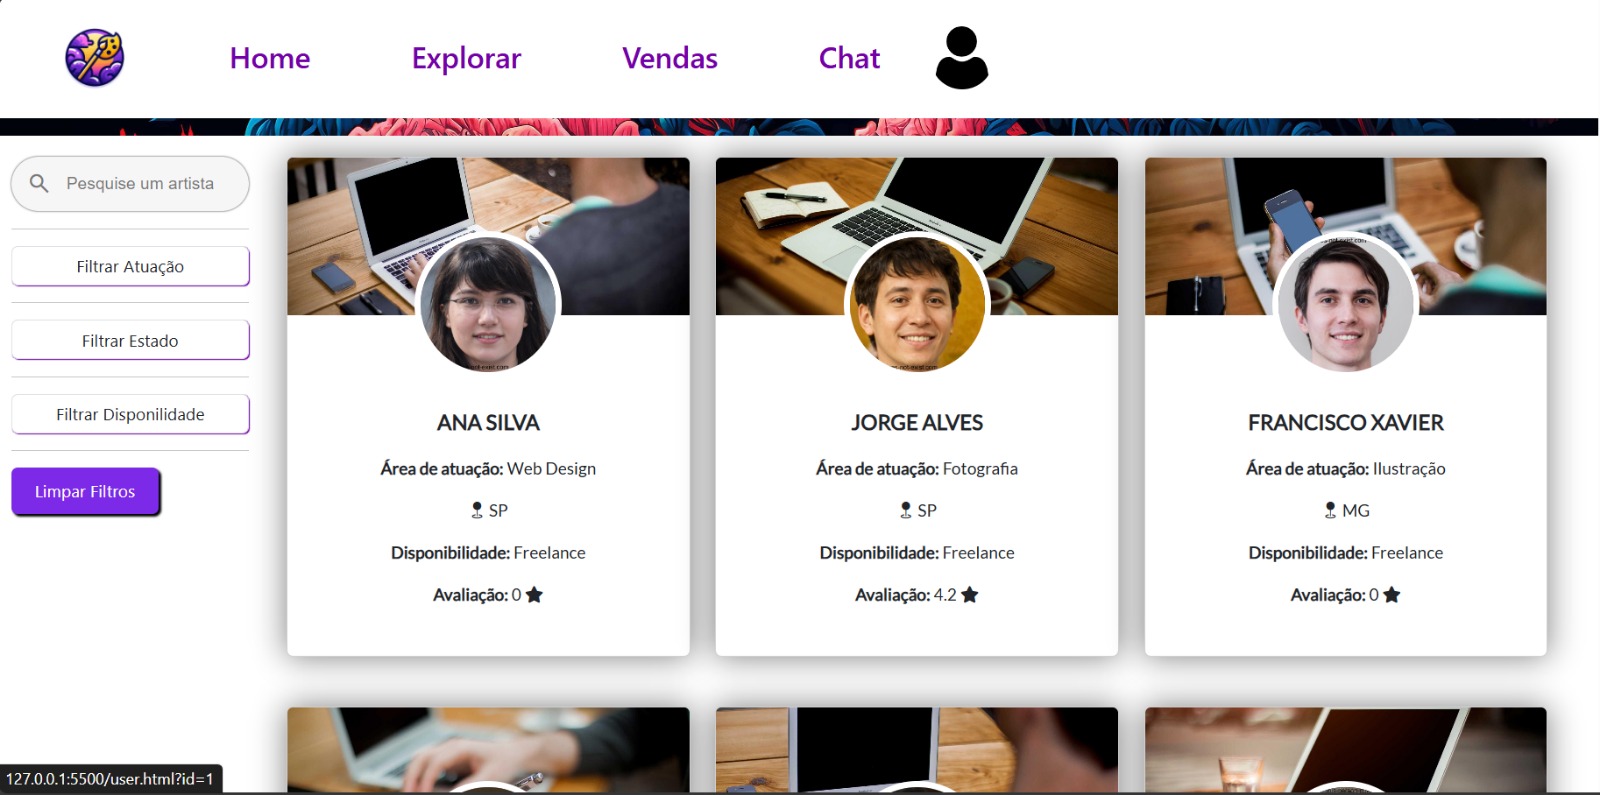 Home Explorar Vendas Chat
Pesquise um artista
Filtrar Atuação
Filtrar Estado
Filtrar Disponilidade
Limpar Filtros
ANA SILVA
Área de atuação: Web Design
SP
Disponibilidade: Freelance
Avaliação: 0
JORGE ALVES
Área de atuação: Fotografia
SP
Disponibilidade: Freelance
Avaliação: 4.2
FRANCISCO XAVIER
Área de atuação: Ilustração
MG
Disponibilidade: Freelance
Avaliação: 0
127.0.0.1:5500/user.html?id=1